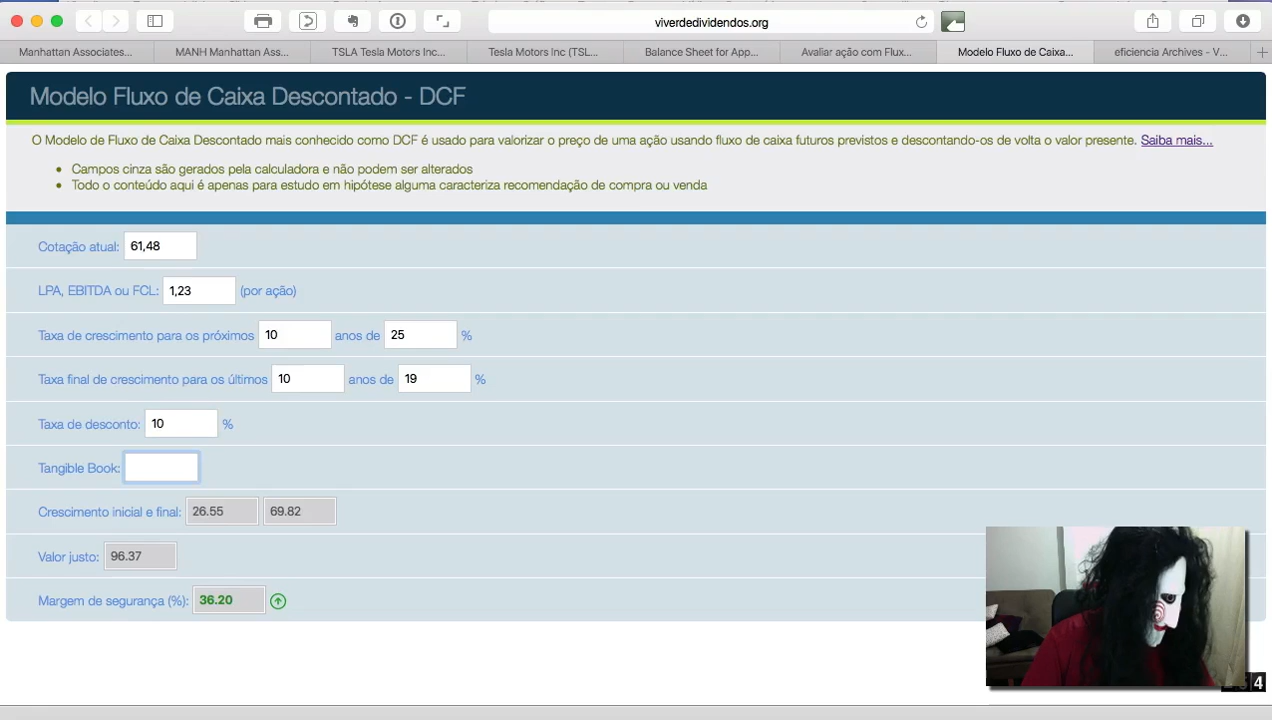 viverdedividendos.org
Manhattan Associates...
MANH Manhattan Ass...
TSLA Tesla Motors Inc...
Tesla Motors Inc (TSL...
Balance Sheet for App...
Avaliar ação com Flux...
Modelo Fluxo de Caixa...
eficiencia Archives - V...
Modelo Fluxo de Caixa Descontado - DCF
O Modelo de Fluxo de Caixa Descontado mais conhecido como DCF é usado para valorizar o preço de uma ação usando fluxo de caixa futuros previstos e descontando-os de volta o valor presente. Saiba mais...
• Campos cinza são gerados pela calculadora e não podem ser alterados
• Todo o conteúdo aqui é apenas para estudo em hipótese alguma caracteriza recomendação de compra ou venda
Cotação atual: 61,48
LPA, EBITDA ou FCL: 1,23 (por ação)
Taxa de crescimento para os próximos 10 anos de 25 %
Taxa final de crescimento para os últimos 10 anos de 19 %
Taxa de desconto: 10 %
Tangible Book:
Crescimento inicial e final: 26.55 69.82
Valor justo: 96.37
Margem de segurança (%): 36.20
4